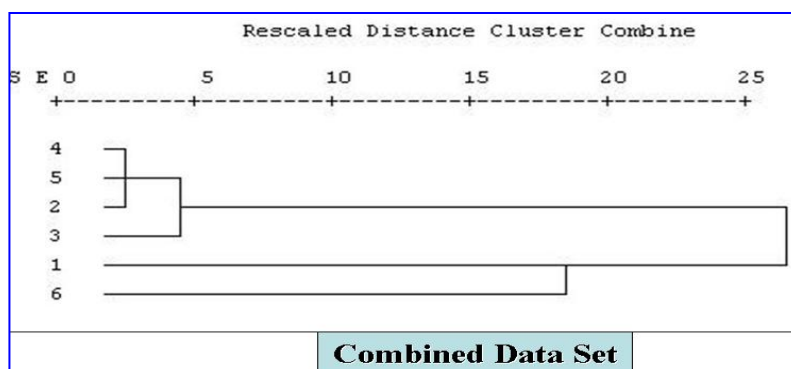 Rescaled Distance Cluster Combine
S E 0 5 10 15 20 25
+---------+---------+---------+---------+---------+
4
5
2
3
1
6
Combined Data Set